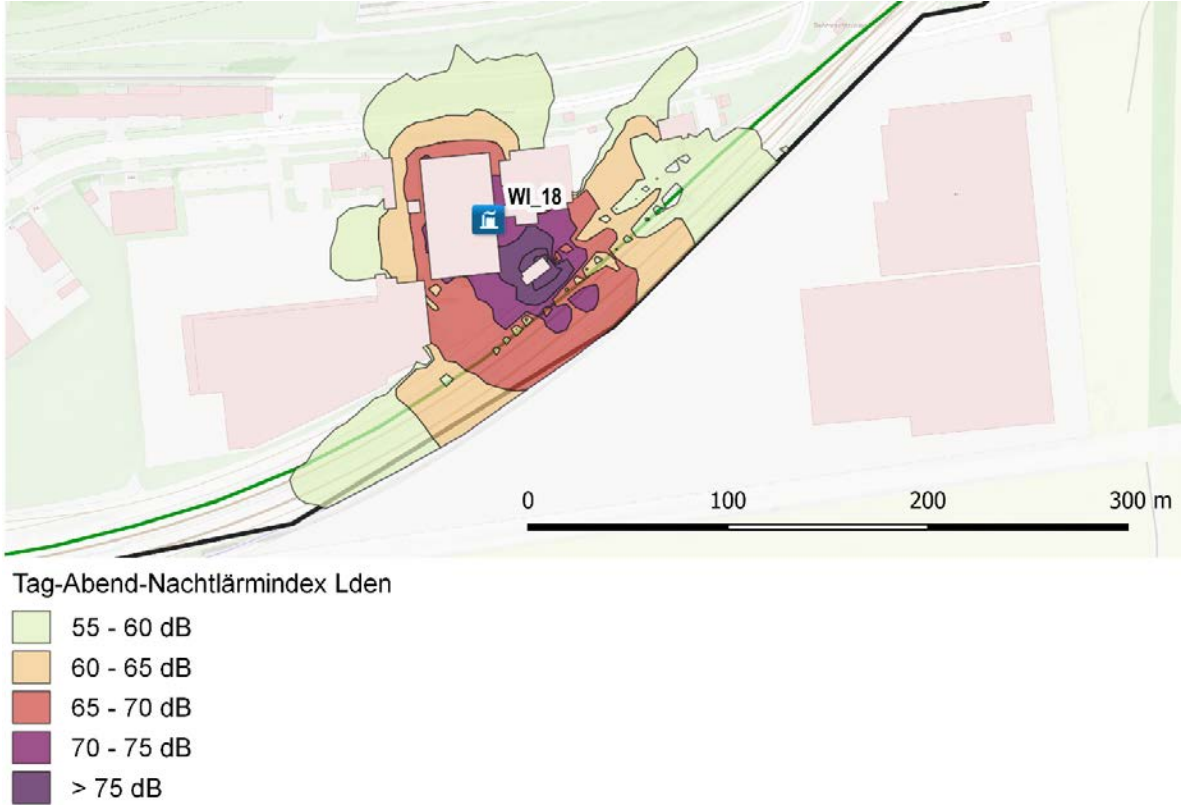 WI_18
0 100 200 300 m
Tag-Abend-Nachtlärmindex Lden
55 - 60 dB
60 - 65 dB
65 - 70 dB
70 - 75 dB
> 75 dB